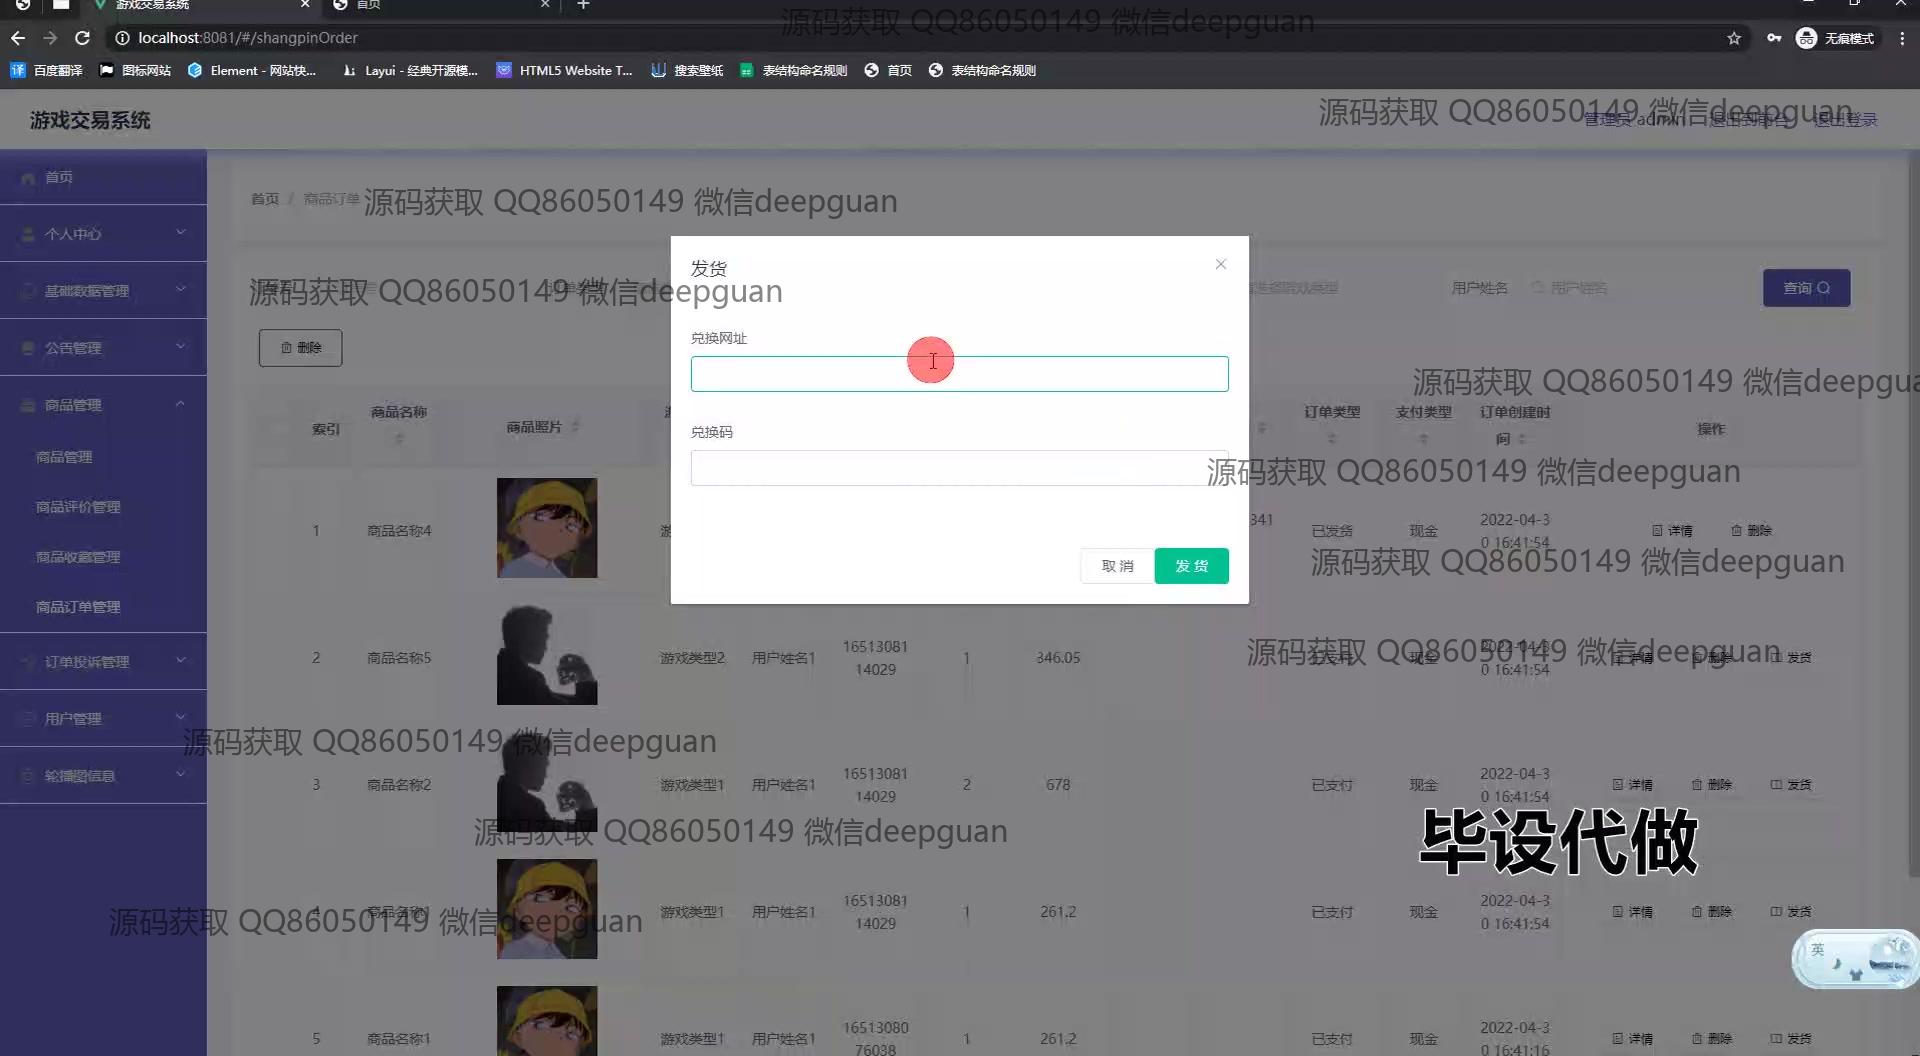 游戏交易系统
首页
localhost:8081/#/shangpinOrder
无痕模式
百度翻译
图标网站
Element - 网站快...
Layui - 经典开源模...
HTML5 Website T...
搜索壁纸
表结构命名规则
首页
表结构命名规则
源码获取 QQ86050149 微信deepguan
游戏交易系统
源码获取 QQ86050149 微信deepguan
管理员 admin
退出到前台
退出登录
首页
个人中心
基础数据管理
公告管理
商品管理
商品管理
商品评价管理
商品收藏管理
商品订单管理
订单投诉管理
用户管理
轮播图信息
首页 / 商品订单
源码获取 QQ86050149 微信deepguan
源码获取 QQ86050149 微信deepguan
用户姓名
用户姓名
查询
删除
源码获取 QQ86050149 微信deepguan
发货
兑换网址
兑换码
取 消
发 货
索引
商品名称
商品照片
订单类型
支付类型
订单创建时
间
操作
源码获取 QQ86050149 微信deepguan
1
商品名称4
341
已发货
现金
2022-04-3
0 16:41:54
详情
删除
源码获取 QQ86050149 微信deepguan
2
商品名称5
游戏类型2
用户姓名1
16513081
14029
1
346.05
已支付
现金
2022-04-3
0 16:41:54
详情
删除
发货
源码获取 QQ86050149 微信deepguan
源码获取 QQ86050149 微信deepguan
3
商品名称2
游戏类型1
用户姓名1
16513081
14029
2
678
已支付
现金
2022-04-3
0 16:41:54
详情
删除
发货
源码获取 QQ86050149 微信deepguan
毕设代做
4
商品名称1
游戏类型1
用户姓名1
16513081
14029
1
261.2
已支付
现金
2022-04-3
0 16:41:54
详情
删除
发货
源码获取 QQ86050149 微信deepguan
英
5
商品名称1
游戏类型1
用户姓名1
16513080
76038
1
261.2
已支付
现金
2022-04-3
0 16:41:16
详情
删除
发货